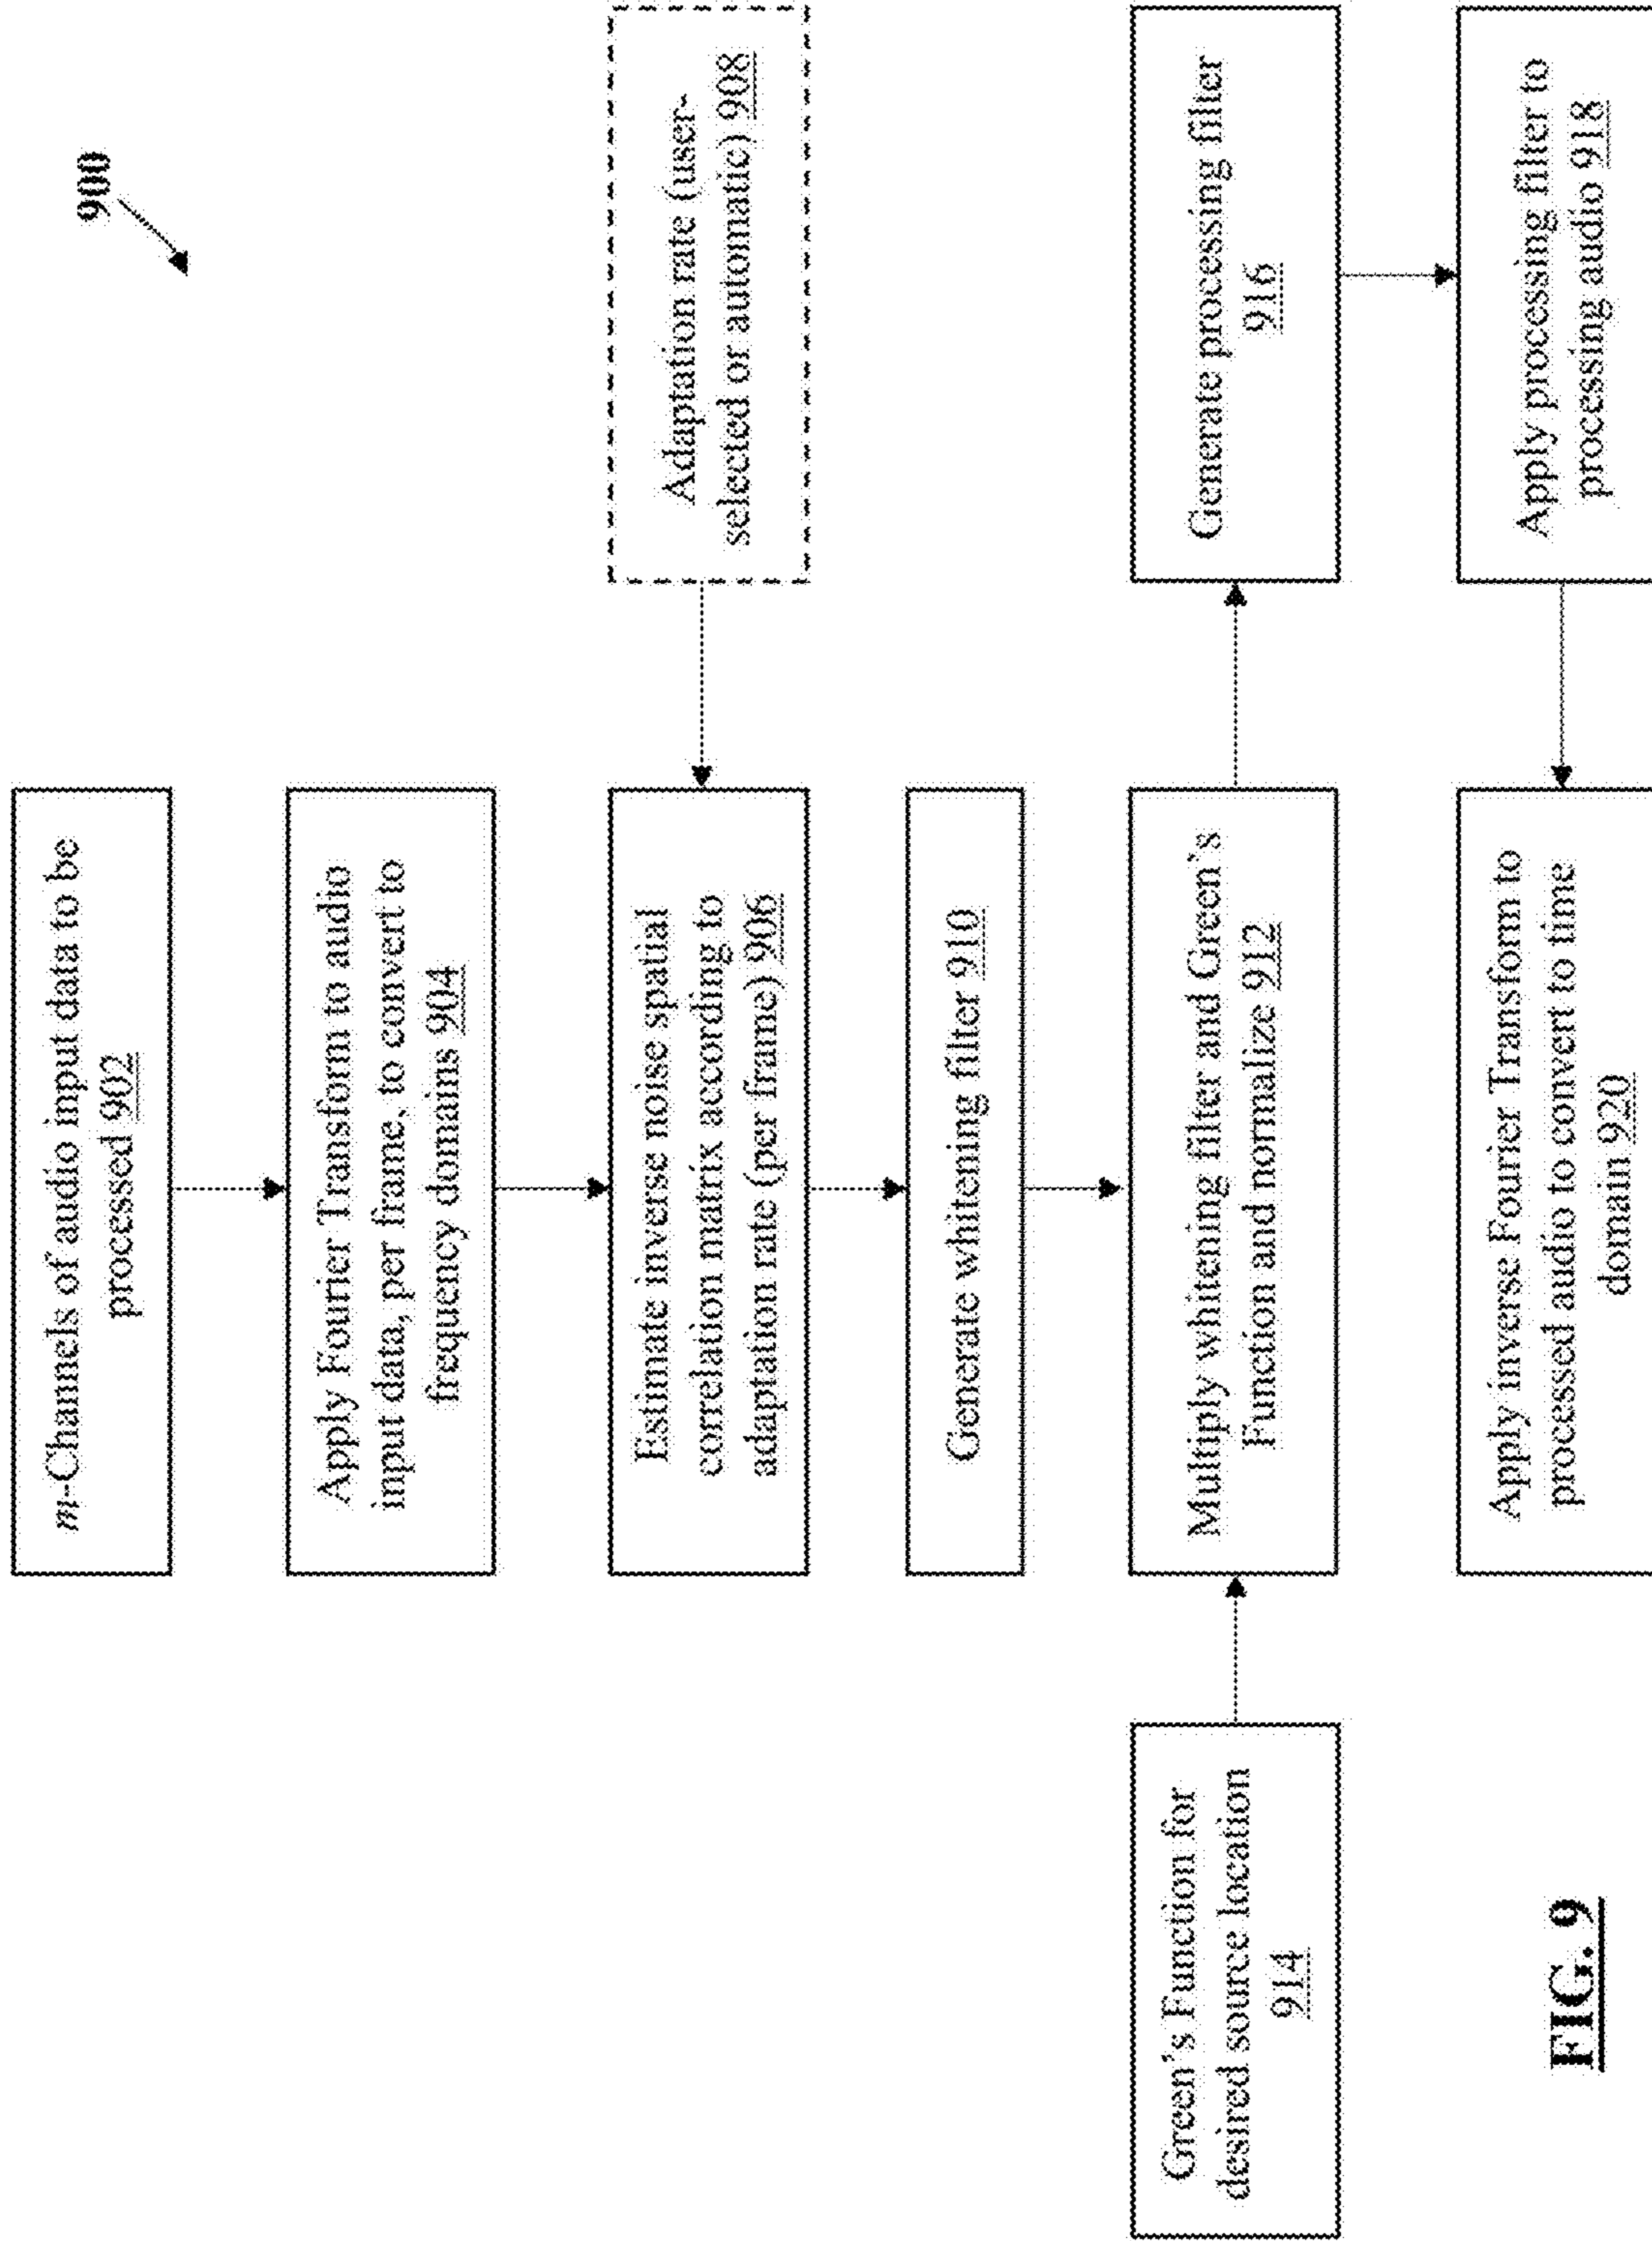 900
m-Channels of audio input data to be
processed 902
Apply Fourier Transform to audio
input data, per frame, to convert to
frequency domains 904
Estimate inverse noise spatial
correlation matrix according to
adaptation rate (per frame) 906
Adaptation rate (user-
selected or automatic) 908
Generate whitening filter 910
Green's Function for
desired source location
914
Multiply whitening filter and Green's
Function and normalize 912
Generate processing filter
916
Apply inverse Fourier Transform to
processed audio to convert to time
domain 920
Apply processing filter to
processing audio 918
FIG. 9